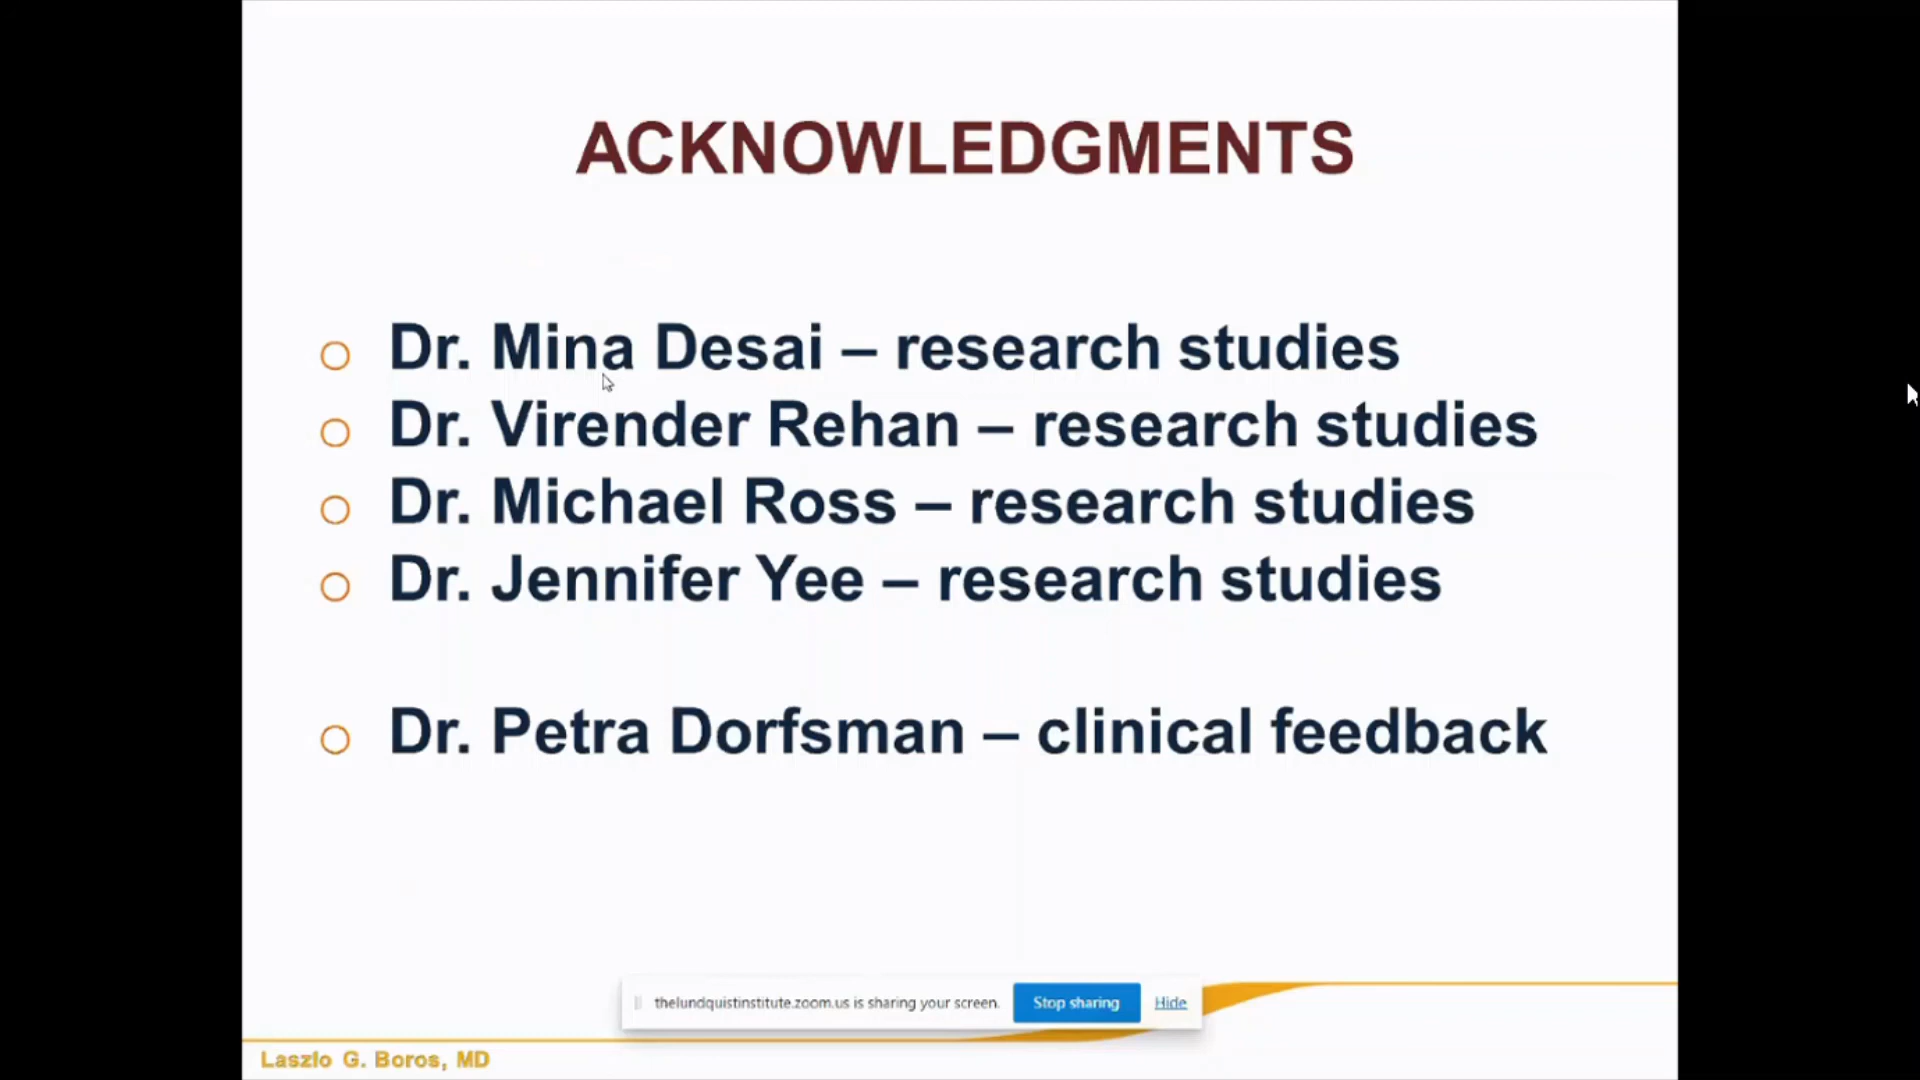 ACKNOWLEDGMENTS
Dr. Mina Desai – research studies
Dr. Virender Rehan – research studies
Dr. Michael Ross – research studies
Dr. Jennifer Yee – research studies
Dr. Petra Dorfsman – clinical feedback
thelundquistinstitute.zoom.us is sharing your screen. Stop sharing Hide
Laszlo G. Boros, MD